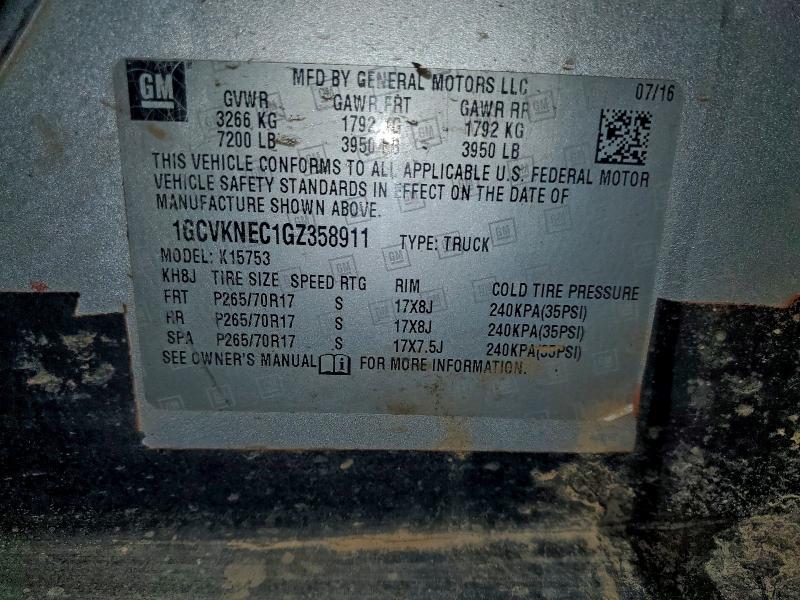 GM
MFD BY GENERAL MOTORS LLC 07/16
GVWR GAWR FRT GAWR RR
3266 KG 1792 KG 1792 KG
7200 LB 3950 LB 3950 LB
THIS VEHICLE CONFORMS TO ALL APPLICABLE U.S. FEDERAL MOTOR
VEHICLE SAFETY STANDARDS IN EFFECT ON THE DATE OF
MANUFACTURE SHOWN ABOVE.
1GCVKNEC1GZ358911 TYPE: TRUCK
MODEL: K15753
KH8J TIRE SIZE SPEED RTG RIM COLD TIRE PRESSURE
FRT P265/70R17 S 17X8J 240KPA(35PSI)
RR P265/70R17 S 17X8J 240KPA(35PSI)
SPA P265/70R17 S 17X7.5J 240KPA(35PSI)
SEE OWNER'S MANUAL FOR MORE INFORMATION.